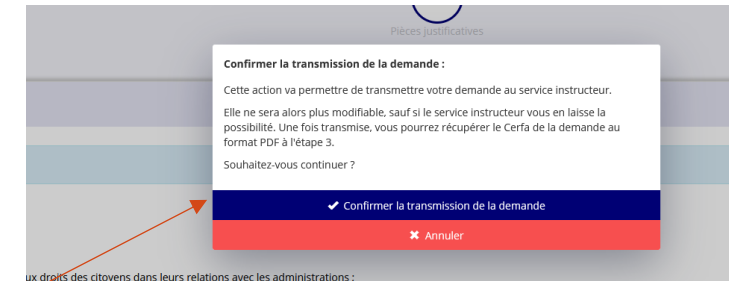 Pièces justificatives
Confirmer la transmission de la demande :
Cette action va permettre de transmettre votre demande au service instructeur.
Elle ne sera alors plus modifiable, sauf si le service instructeur vous en laisse la
possibilité. Une fois transmise, vous pourrez récupérer le Cerfa de la demande au
format PDF à l'étape 3.
Souhaitez-vous continuer ?
✔ Confirmer la transmission de la demande
✖ Annuler
ux droits des citoyens dans leurs relations avec les administrations :